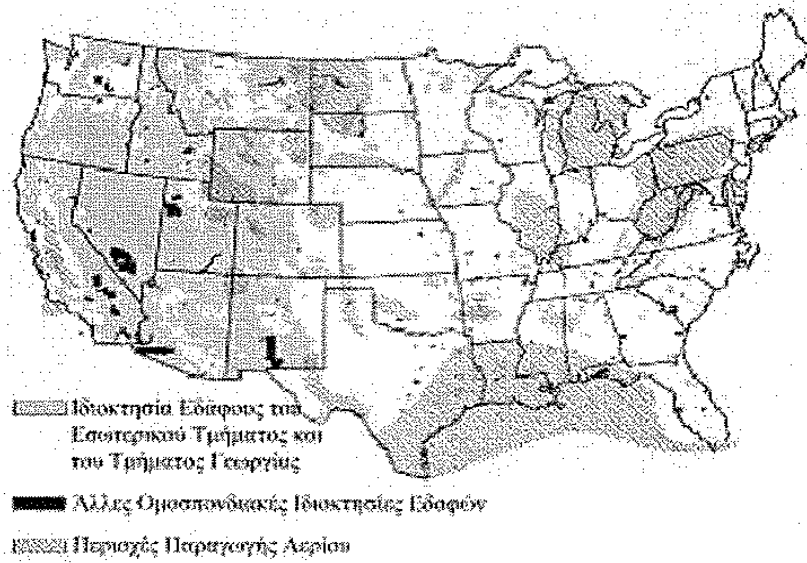 Ιδιοκτησία Εδάφους του
Εσωτερικού Τμήματος και
του Τμήματος Γεωργίας
Άλλες Ομοσπονδιακές Ιδιοκτησίες Εδαφών
Περιοχές Παραγωγής Αερίου